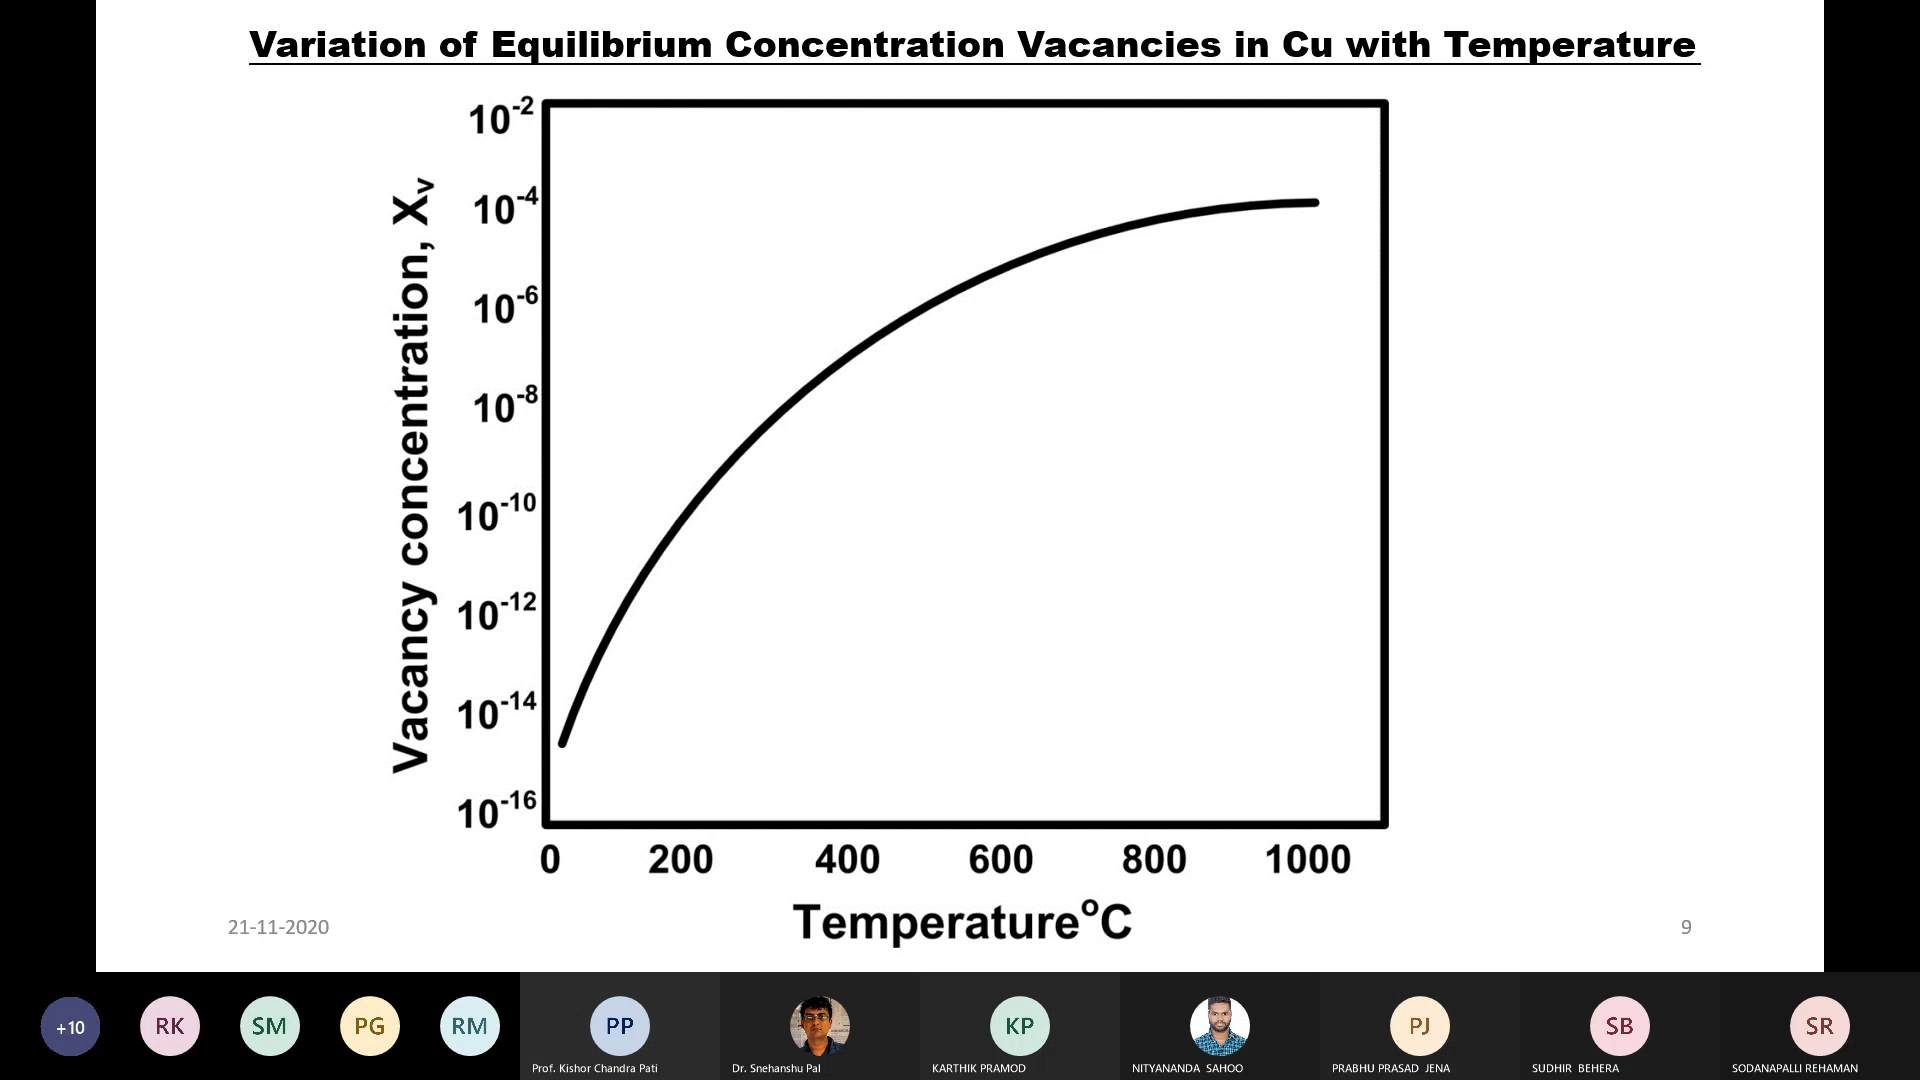 Variation of Equilibrium Concentration Vacancies in Cu with Temperature
Vacancy concentration, Xv
10-2
10-4
10-6
10-8
10-10
10-12
10-14
10-16
0 200 400 600 800 1000
Temperature°C
21-11-2020
9
+10
RK
SM
PG
RM
PP
KP
PJ
SB
SR
Prof. Kishor Chandra Pati
Dr. Snehanshu Pal
KARTHIK PRAMOD
NITYANANDA SAHOO
PRABHU PRASAD JENA
SUDHIR BEHERA
SODANAPALLI REHAMAN